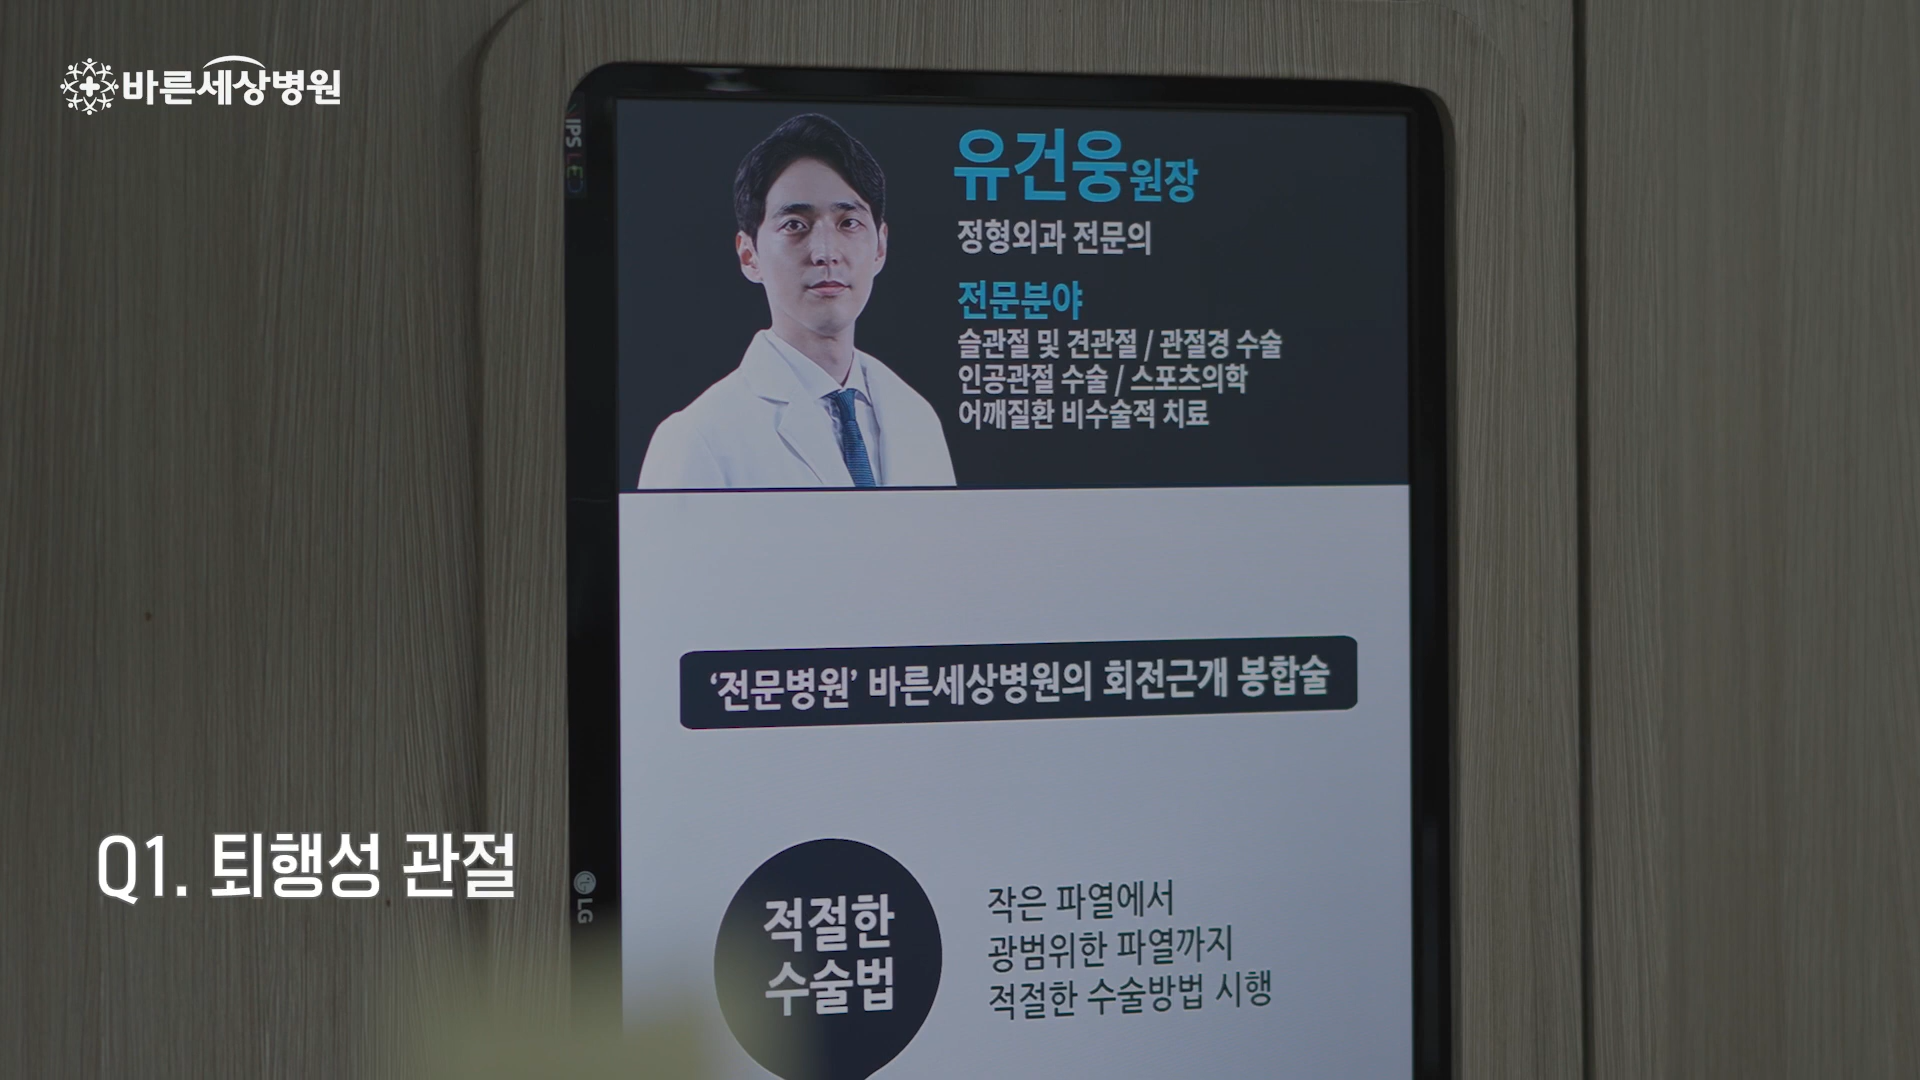 바른세상병원
IPS LED
유건웅원장
정형외과 전문의
전문분야
슬관절 및 견관절 / 관절경 수술
인공관절 수술 / 스포츠의학
어깨질환 비수술적 치료
'전문병원' 바른세상병원의 회전근개 봉합술
Q1. 퇴행성 관절
LG
적절한
수술법
작은 파열에서
광범위한 파열까지
적절한 수술방법 시행